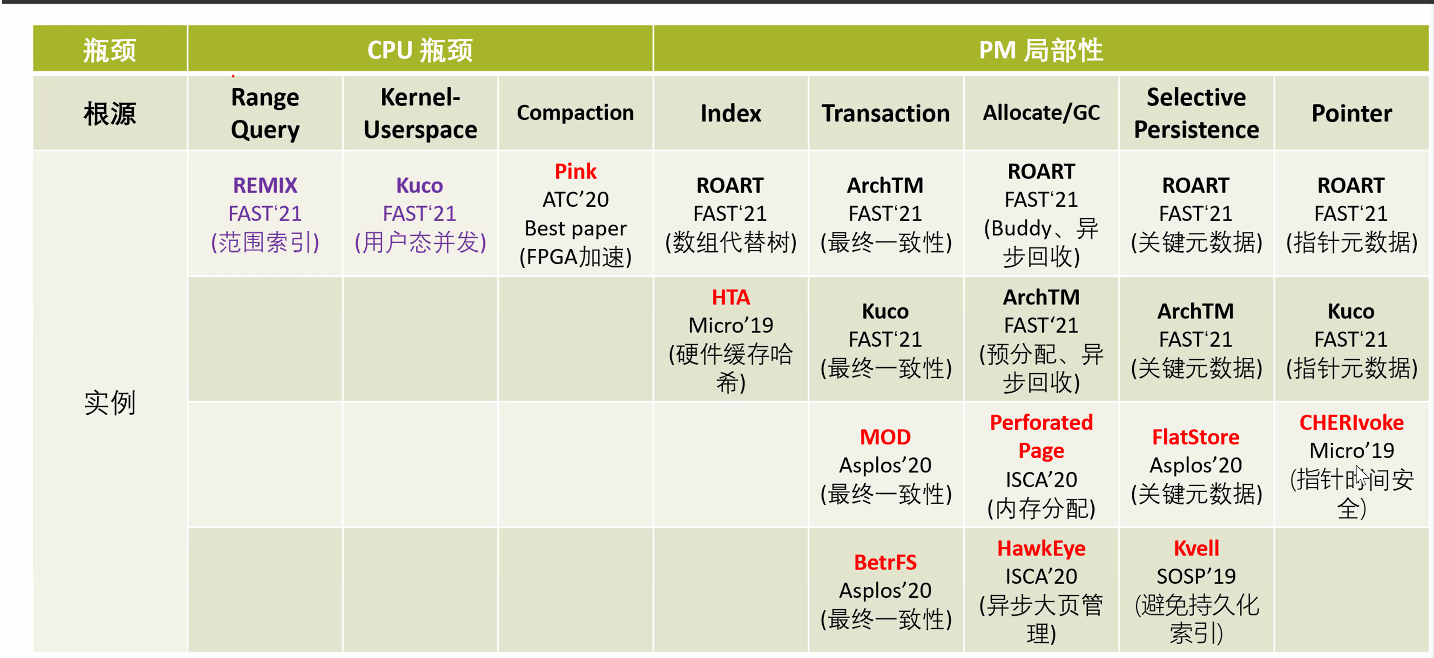 瓶颈 CPU 瓶颈 PM 局部性
根源
Range
Query
Kernel-
Userspace
Compaction
Index
Transaction
Allocate/GC
Selective
Persistence
Pointer
实例
REMIX
FAST‘21
(范围索引)
Kuco
FAST‘21
(用户态并发)
Pink
ATC’20
Best paper
(FPGA加速)
ROART
FAST‘21
(数组代替树)
ArchTM
FAST‘21
(最终一致性)
ROART
FAST‘21
(Buddy、异
步回收)
ROART
FAST‘21
(关键元数据)
ROART
FAST‘21
(指针元数据)
HTA
Micro’19
(硬件缓存哈
希)
Kuco
FAST‘21
(最终一致性)
ArchTM
FAST‘21
(预分配、异
步回收)
ArchTM
FAST‘21
(关键元数据)
Kuco
FAST‘21
(指针元数据)
MOD
Asplos’20
(最终一致性)
Perforated
Page
ISCA’20
(内存分配)
FlatStore
Asplos’20
(关键元数据)
CHERIvoke
Micro’19
(指针时间安
全)
BetrFS
Asplos’20
(最终一致性)
HawkEye
ISCA’20
(异步大页管
理)
Kvell
SOSP’19
(避免持久化
索引)